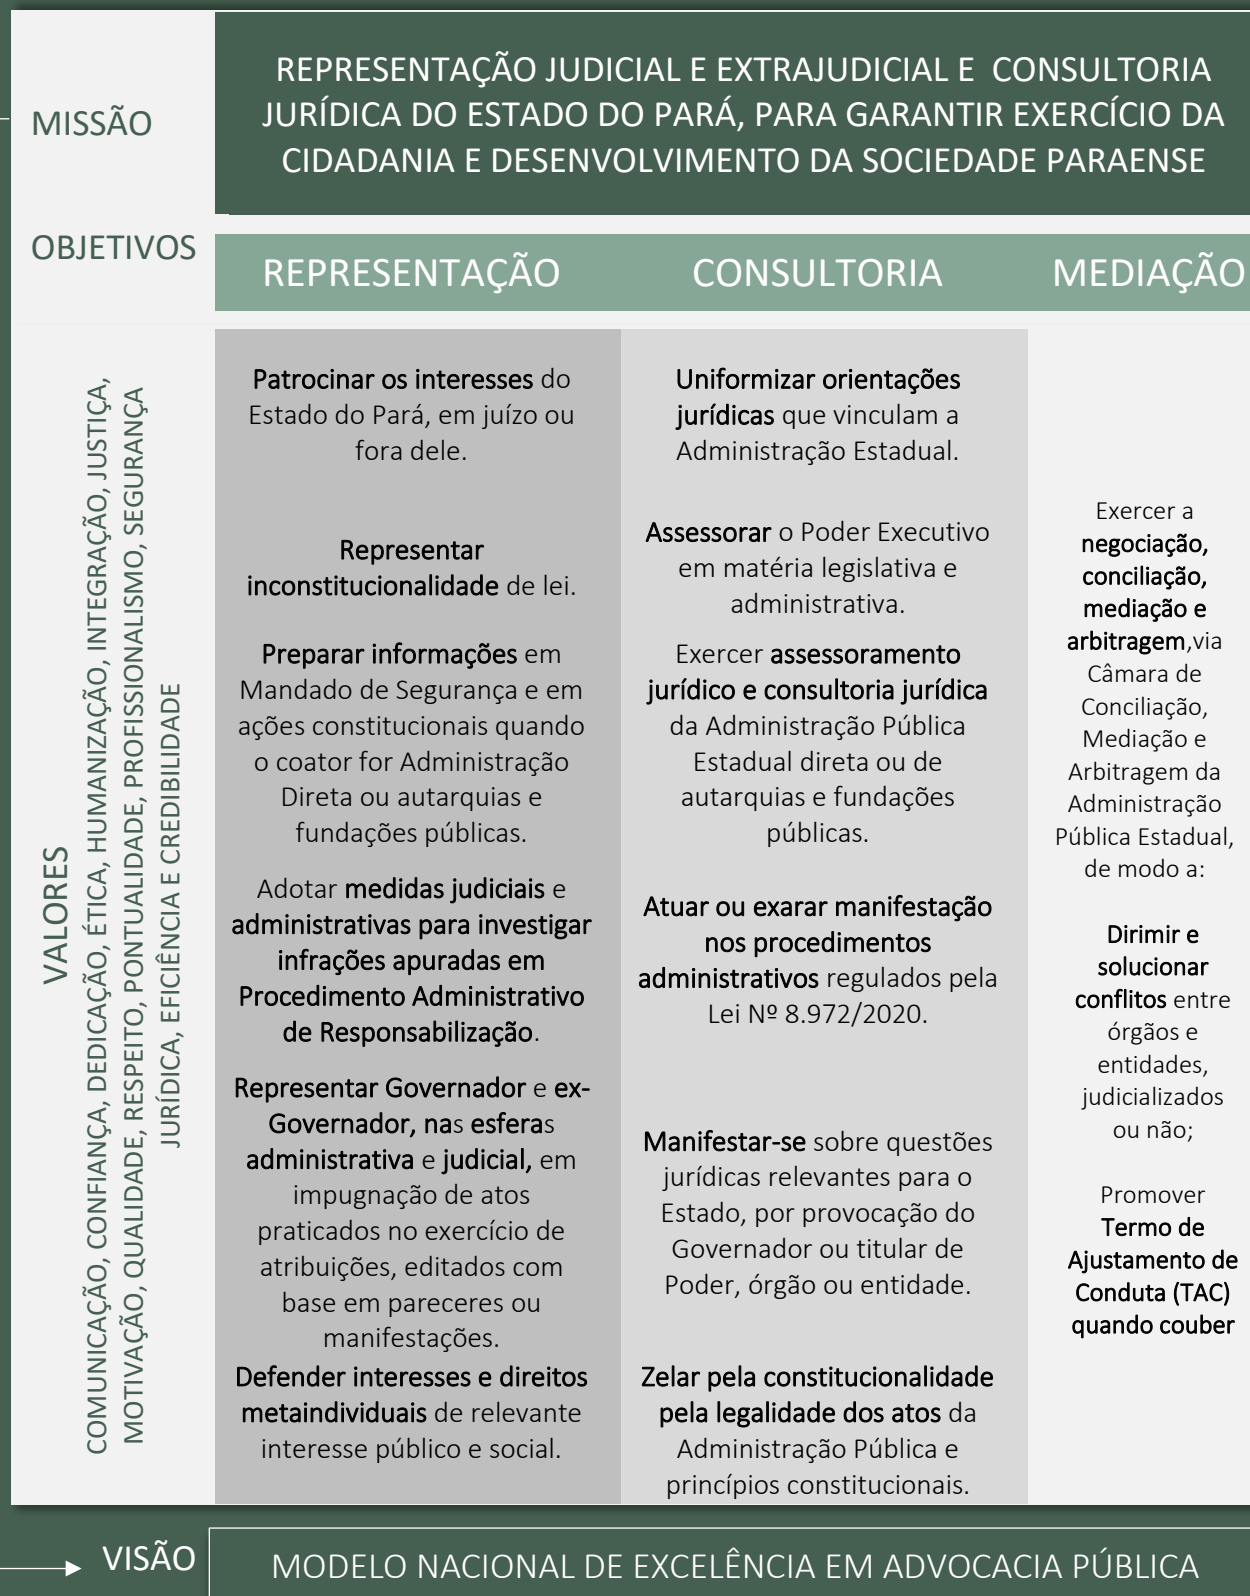 MISSÃO
REPRESENTAÇÃO JUDICIAL E EXTRAJUDICIAL E CONSULTORIA
JURÍDICA DO ESTADO DO PARÁ, PARA GARANTIR EXERCÍCIO DA
CIDADANIA E DESENVOLVIMENTO DA SOCIEDADE PARAENSE
OBJETIVOS
REPRESENTAÇÃO
CONSULTORIA
MEDIAÇÃO
VALORES
COMUNICAÇÃO, CONFIANÇA, DEDICAÇÃO, ÉTICA, HUMANIZAÇÃO, INTEGRAÇÃO, JUSTIÇA,
MOTIVAÇÃO, QUALIDADE, RESPEITO, PONTUALIDADE, PROFISSIONALISMO, SEGURANÇA
JURÍDICA, EFICIÊNCIA E CREDIBILIDADE
Patrocinar os interesses do
Estado do Pará, em juízo ou
fora dele.
Representar
inconstitucionalidade de lei.
Preparar informações em
Mandado de Segurança e em
ações constitucionais quando
o coator for Administração
Direta ou autarquias e
fundações públicas.
Adotar medidas judiciais e
administrativas para investigar
infrações apuradas em
Procedimento Administrativo
de Responsabilização.
Representar Governador e ex-
Governador, nas esferas
administrativa e judicial, em
impugnação de atos
praticados no exercício de
atribuições, editados com
base em pareceres ou
manifestações.
Defender interesses e direitos
metaindividuais de relevante
interesse público e social.
Uniformizar orientações
jurídicas que vinculam a
Administração Estadual.
Assessorar o Poder Executivo
em matéria legislativa e
administrativa.
Exercer assessoramento
jurídico e consultoria jurídica
da Administração Pública
Estadual direta ou de
autarquias e fundações
públicas.
Atuar ou exarar manifestação
nos procedimentos
administrativos regulados pela
Lei Nº 8.972/2020.
Manifestar-se sobre questões
jurídicas relevantes para o
Estado, por provocação do
Governador ou titular de
Poder, órgão ou entidade.
Zelar pela constitucionalidade
pela legalidade dos atos da
Administração Pública e
princípios constitucionais.
Exercer a
negociação,
conciliação,
mediação e
arbitragem,via
Câmara de
Conciliação,
Mediação e
Arbitragem da
Administração
Pública Estadual,
de modo a:
Dirimir e
solucionar
conflitos entre
órgãos e
entidades,
judicializados
ou não;
Promover
Termo de
Ajustamento de
Conduta (TAC)
quando couber
VISÃO
MODELO NACIONAL DE EXCELÊNCIA EM ADVOCACIA PÚBLICA